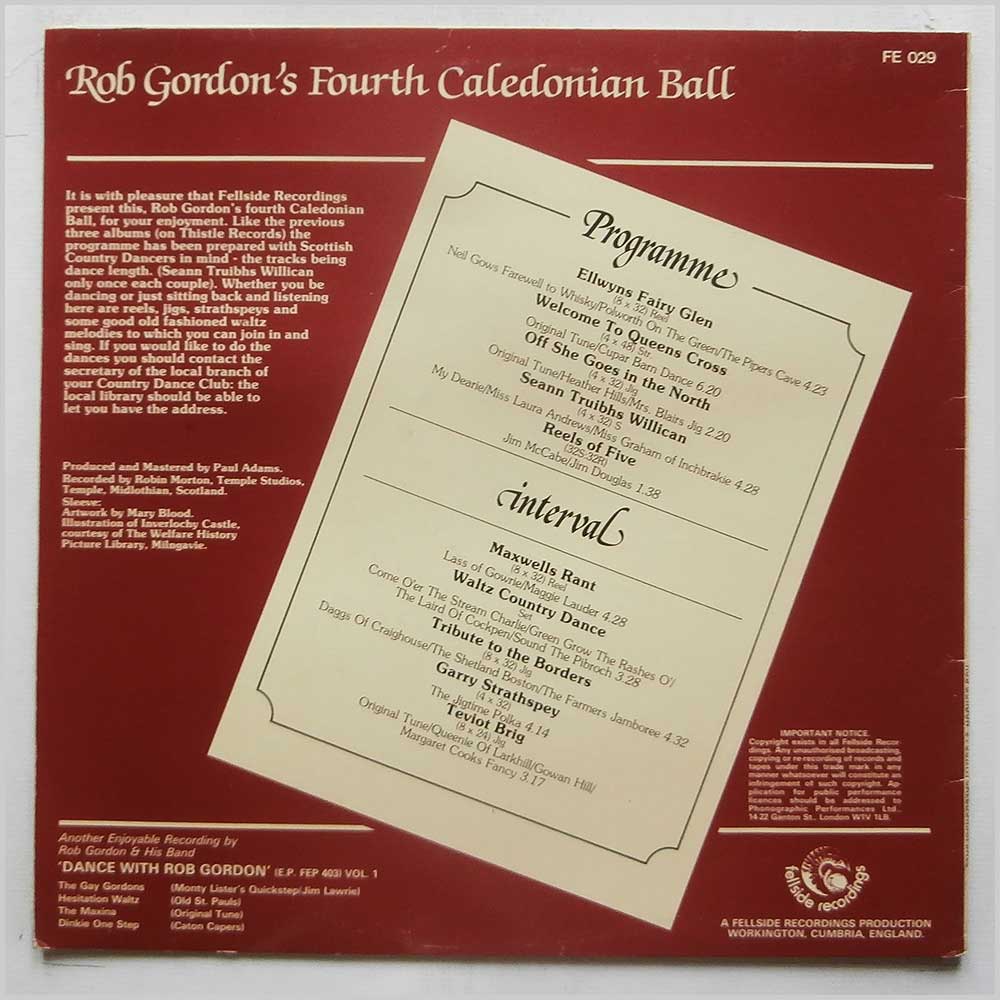 FE 029
Rob Gordon's Fourth Caledonian Ball
It is with pleasure that Fellside Recordings
present this, Rob Gordon's fourth Caledonian
Ball, for your enjoyment. Like the previous
three albums (on Thistle Records) the
programme has been prepared with Scottish
Country Dancers in mind - the tracks being
dance length. (Seann Truibhs Willican
only once each couple). Whether you be
dancing or just sitting back and listening
here are reels, jigs, strathspeys and
some good old fashioned waltz
melodies to which you can join in and
sing. If you would like to do the
dances you should contact the
secretary of the local branch of
your Country Dance Club: the
local library should be able to
let you have the address.
Produced and Mastered by Paul Adams.
Recorded by Robin Morton, Temple Studios,
Temple, Midlothian, Scotland.
Sleeve:
Artwork by Mary Blood.
Illustration of Inverlochy Castle,
courtesy of The Welfare History
Picture Library, Milngavie.
Programme
Ellwyns Fairy Glen
(8 x 32) Reel
Neil Gows Farewell to Whisky/Polworth On The Green/The Pipers Cave 4.23
Welcome To Queens Cross
(4 x 48) Str.
Original Tune/Cupar Barn Dance 6.20
Off She Goes in the North
(4 x 32) Jig
Original Tune/Heather Hills/Mrs. Blairs Jig 2.20
Seann Truibhs Willican
(4 x 32) S
My Dearie/Miss Laura Andrews/Miss Graham of Inchbrakie 4.28
Reels of Five
(32S-32R)
Jim McCabe/Jim Douglas 1.38
interval
Maxwells Rant
(8 x 32) Reel
Lass of Gowrie/Maggie Lauder 4.28
Waltz Country Dance
Set
Come O'er The Stream Charlie/Green Grow The Rashes O'/
The Laird Of Cockpen/Sound The Pibroch 3.28
Tribute to the Borders
(8 x 32) Jig
Daggs Of Craighouse/The Shetland Boston/The Farmers Jamboree 4.32
Garry Strathspey
(4 x 32)
The Jigtime Polka 4.14
Teviot Brig
(8 x 24) Jig
Original Tune/Queenie Of Larkhill/Gowan Hill/
Margaret Cooks Fancy 3.17
Another Enjoyable Recording by
Rob Gordon & His Band
'DANCE WITH ROB GORDON' (E.P. FEP 403) VOL. 1
The Gay Gordons (Monty Lister's Quickstep/Jim Lawrie)
Hesitation Waltz (Old St. Pauls)
The Maxina (Original Tune)
Dinkie One Step (Caton Capers)
IMPORTANT NOTICE.
Copyright exists in all Fellside Recor-
dings. Any unauthorised broadcasting,
copying or re-recording of records and
tapes under this trade mark in any
manner whatsoever will constitute an
infringement of such copyright. Ap-
plication for public performance
licences should be addressed to
Phonographic Performances Ltd.,
14-22 Ganton St., London W1V 1LB.
fellside recordings
A FELLSIDE RECORDINGS PRODUCTION
WORKINGTON, CUMBRIA, ENGLAND.